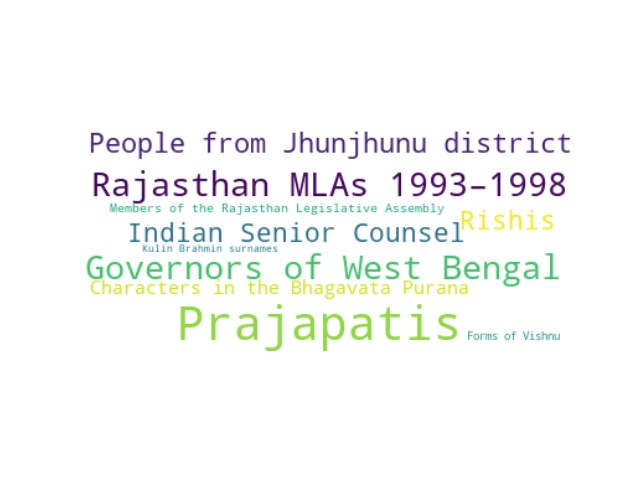 People from Jhunjhunu district
Rajasthan MLAs 1993–1998
Members of the Rajasthan Legislative Assembly
Rishis
Indian Senior Counsel
Kulin Brahmin surnames
Governors of West Bengal
Characters in the Bhagavata Purana
Prajapatis
Forms of Vishnu